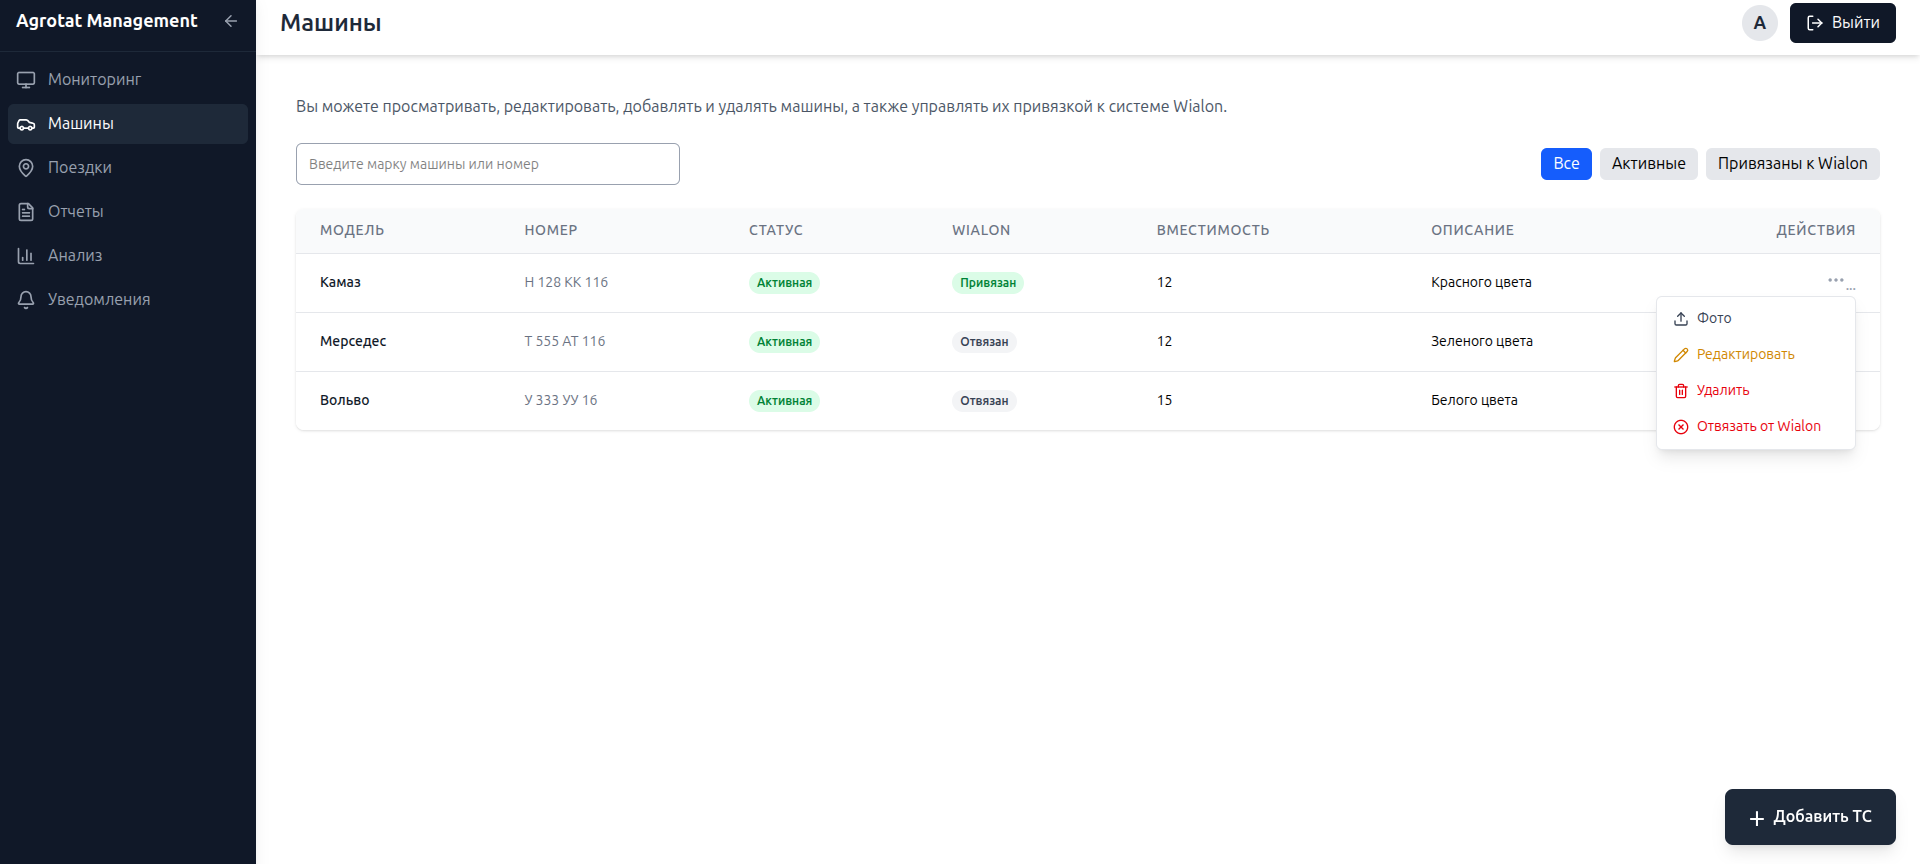 Agrotat Management
Мониторинг
Машины
Поездки
Отчеты
Анализ
Уведомления
Машины
A
Выйти
Вы можете просматривать, редактировать, добавлять и удалять машины, а также управлять их привязкой к системе Wialon.
Введите марку машины или номер
Все Активные Привязаны к Wialon
МОДЕЛЬ НОМЕР СТАТУС WIALON ВМЕСТИМОСТЬ ОПИСАНИЕ ДЕЙСТВИЯ
Камаз Н 128 КК 116 Активная Привязан 12 Красного цвета ...
Мерседес Т 555 АТ 116 Активная Отвязан 12 Зеленого цвета
Вольво У 333 УУ 16 Активная Отвязан 15 Белого цвета
Фото
Редактировать
Удалить
Отвязать от Wialon
+ Добавить ТС